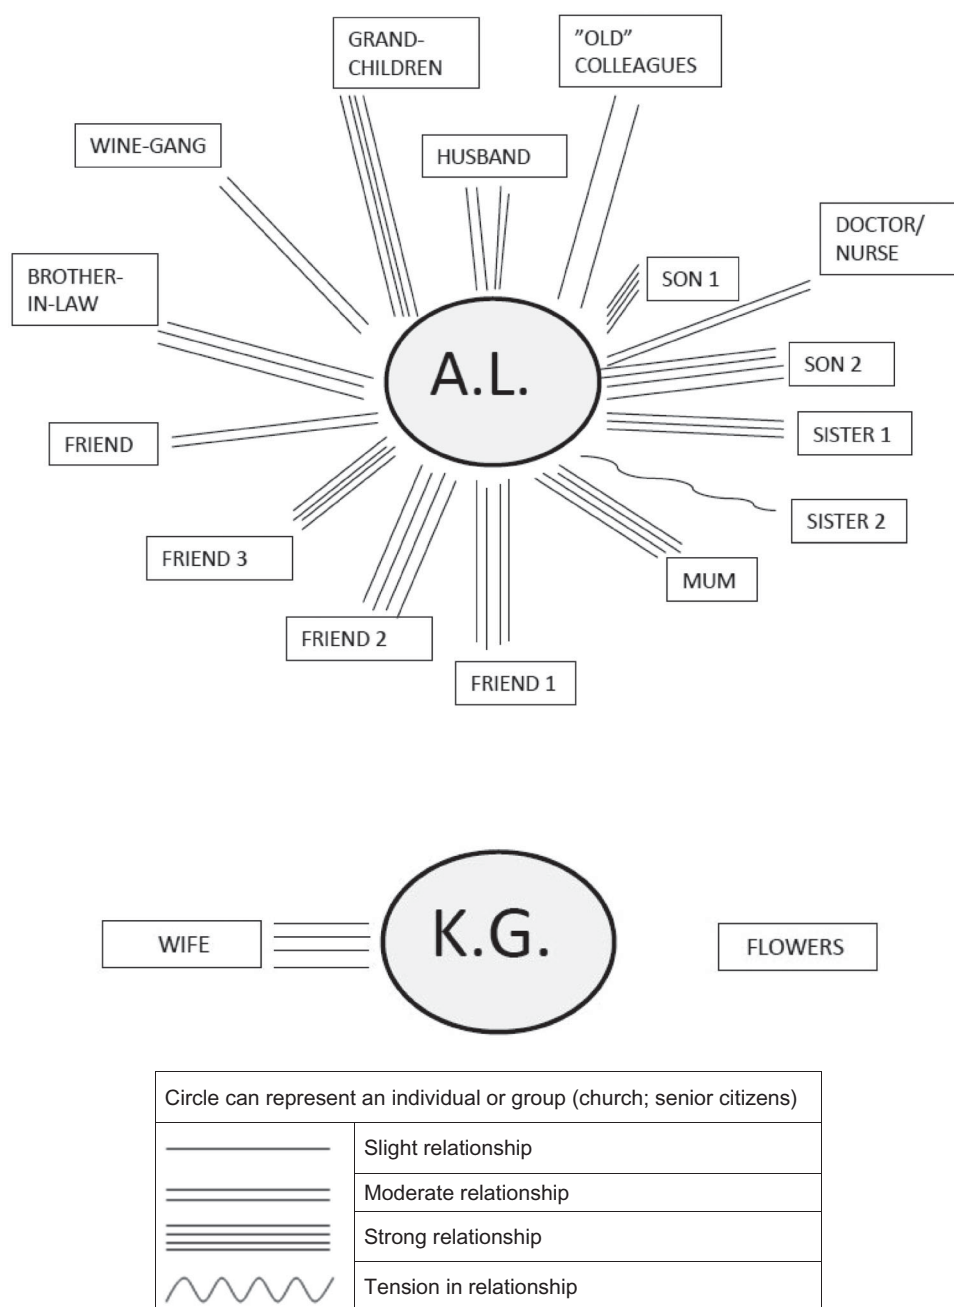 GRAND-
CHILDREN
”OLD”
COLLEAGUES
WINE-GANG
HUSBAND
DOCTOR/
NURSE
BROTHER-
IN-LAW
SON 1
A.L.
SON 2
FRIEND
SISTER 1
SISTER 2
FRIEND 3
MUM
FRIEND 2
FRIEND 1
WIFE
K.G.
FLOWERS
Circle can represent an individual or group (church; senior citizens)
Slight relationship
Moderate relationship
Strong relationship
Tension in relationship